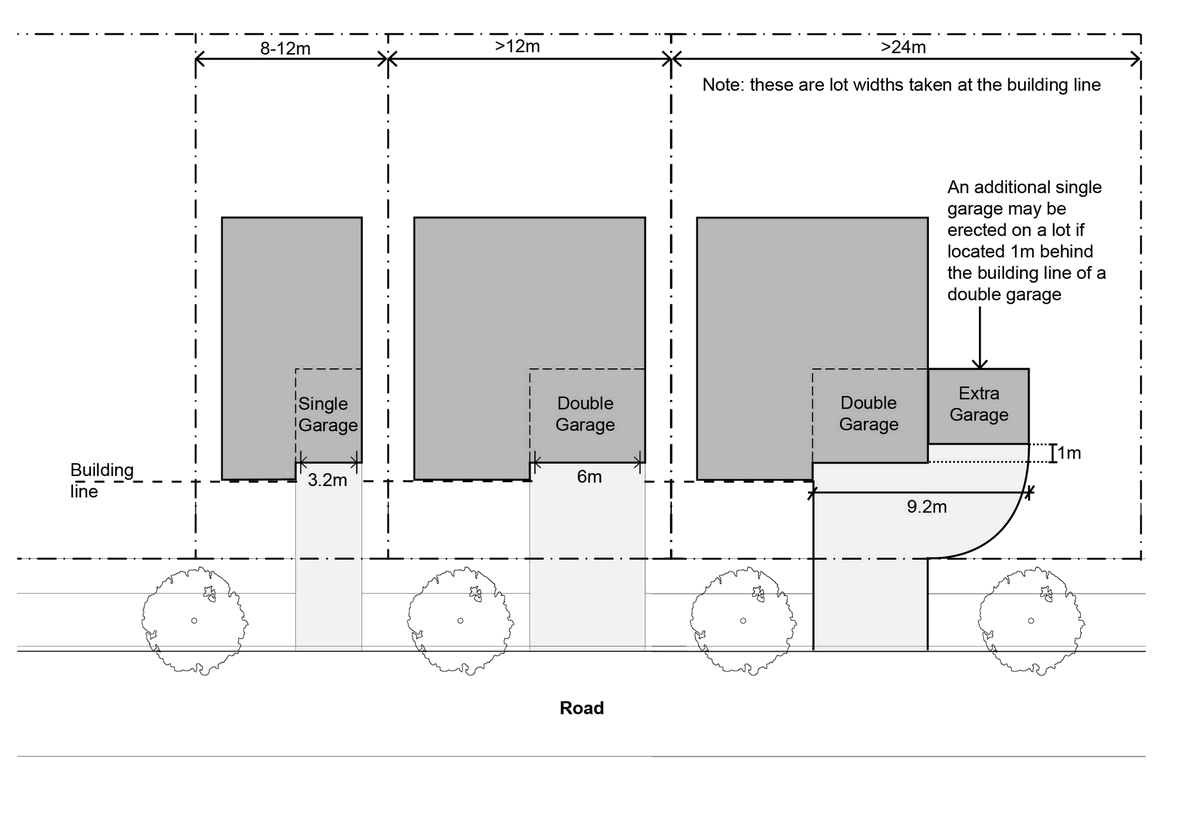 8-12m
>12m
>24m
Note: these are lot widths taken at the building line
An additional single
garage may be
erected on a lot if
located 1m behind
the building line of a
double garage
Single
Garage
Double
Garage
Double
Garage
Extra
Garage
1m
Building
line
3.2m
6m
9.2m
Road